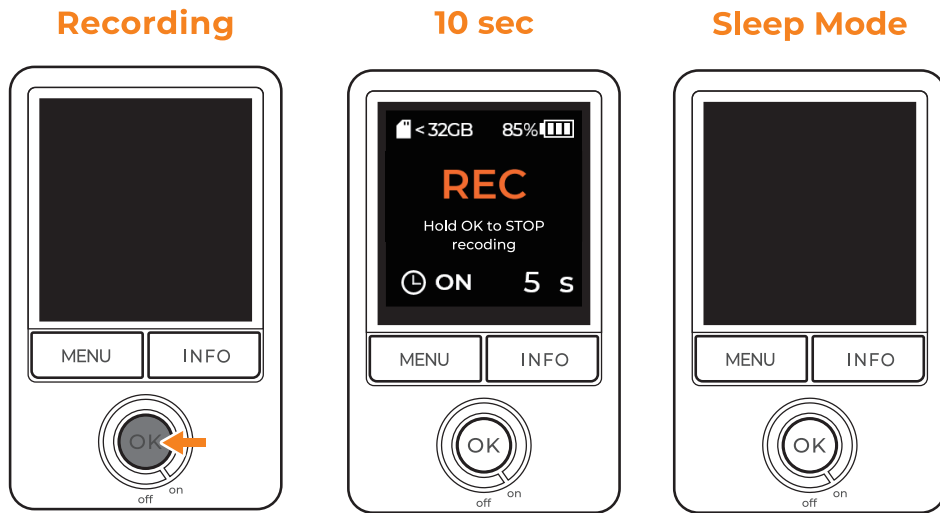 Recording
10 sec
Sleep Mode
< 32GB 85%
REC
Hold OK to STOP
recoding
ON 5 s
MENU INFO
MENU INFO
MENU INFO
OK
OK
OK
off on
off on
off on